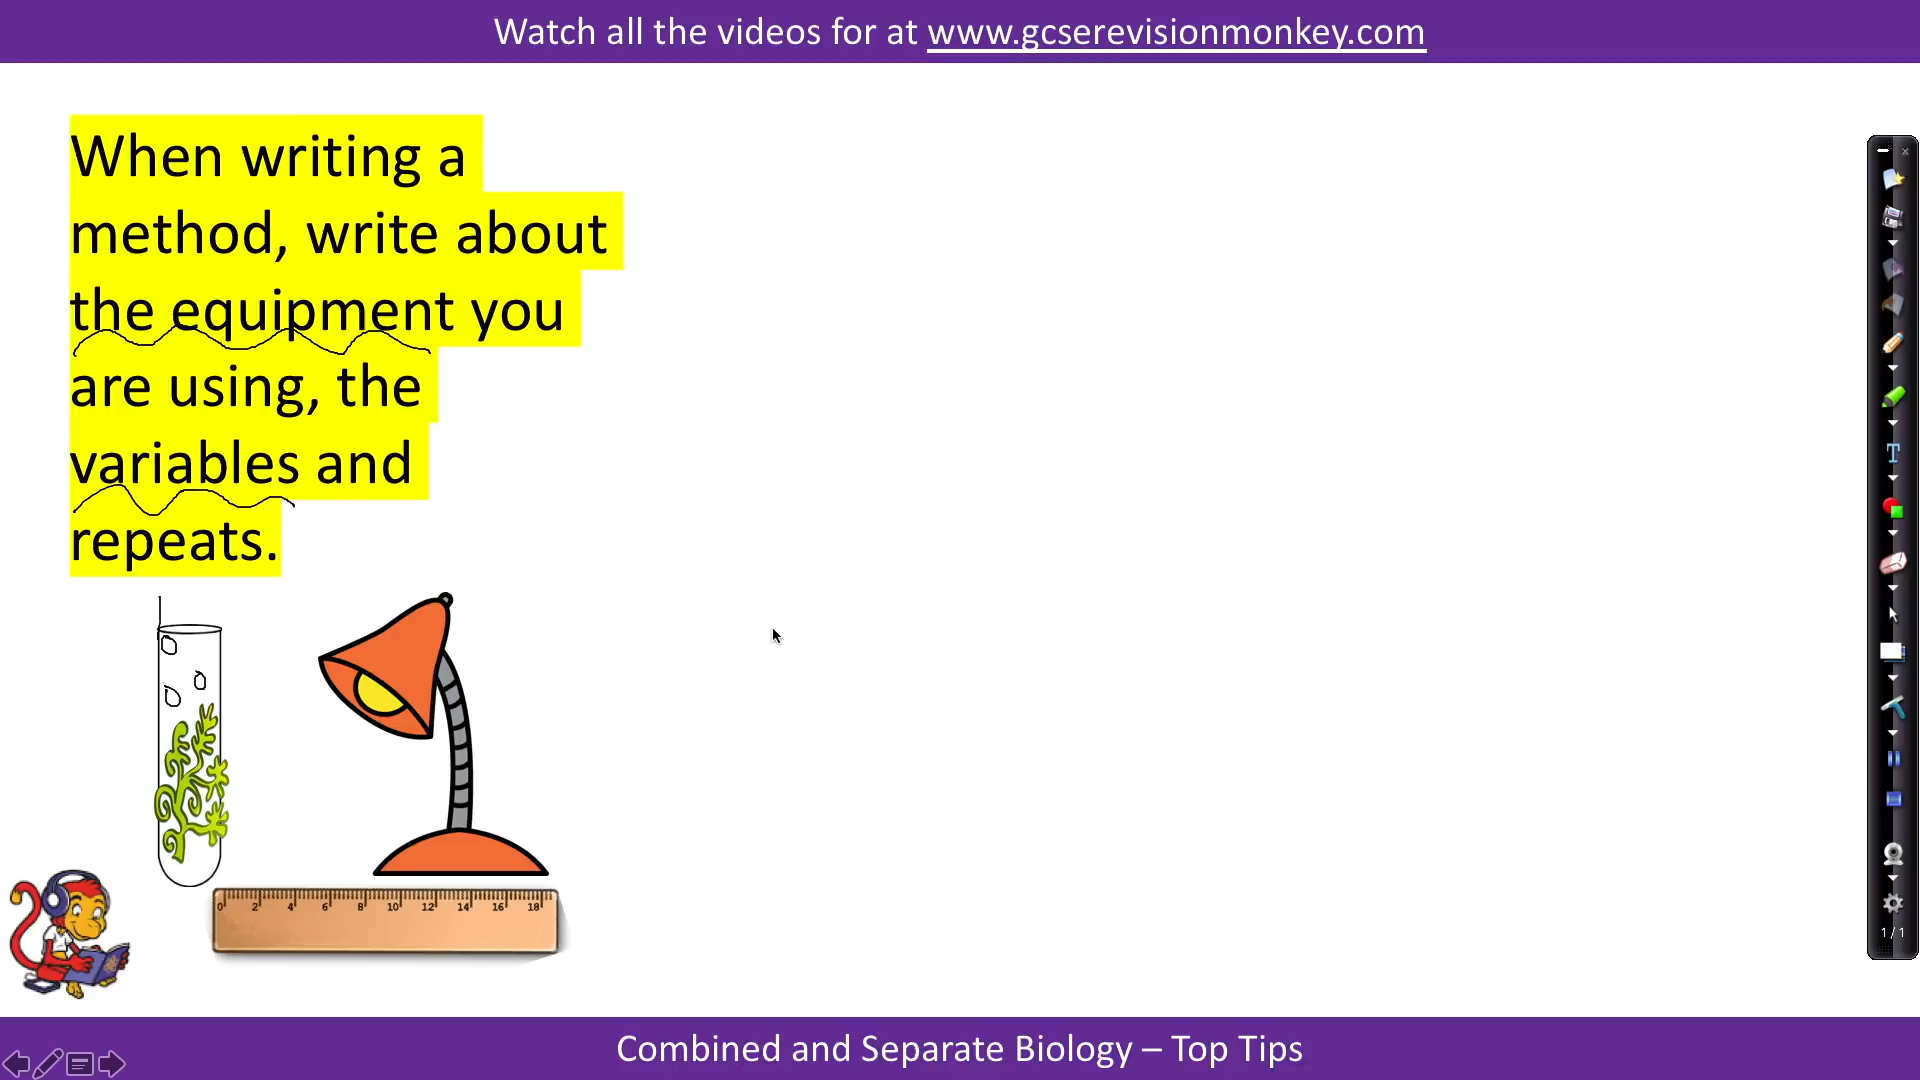 Watch all the videos for at www.gcserevisionmonkey.com
When writing a
method, write about
the equipment you
are using, the
variables and
repeats.
0 2 4 6 8 10 12 14 16 18
T
1 / 1
Combined and Separate Biology – Top Tips